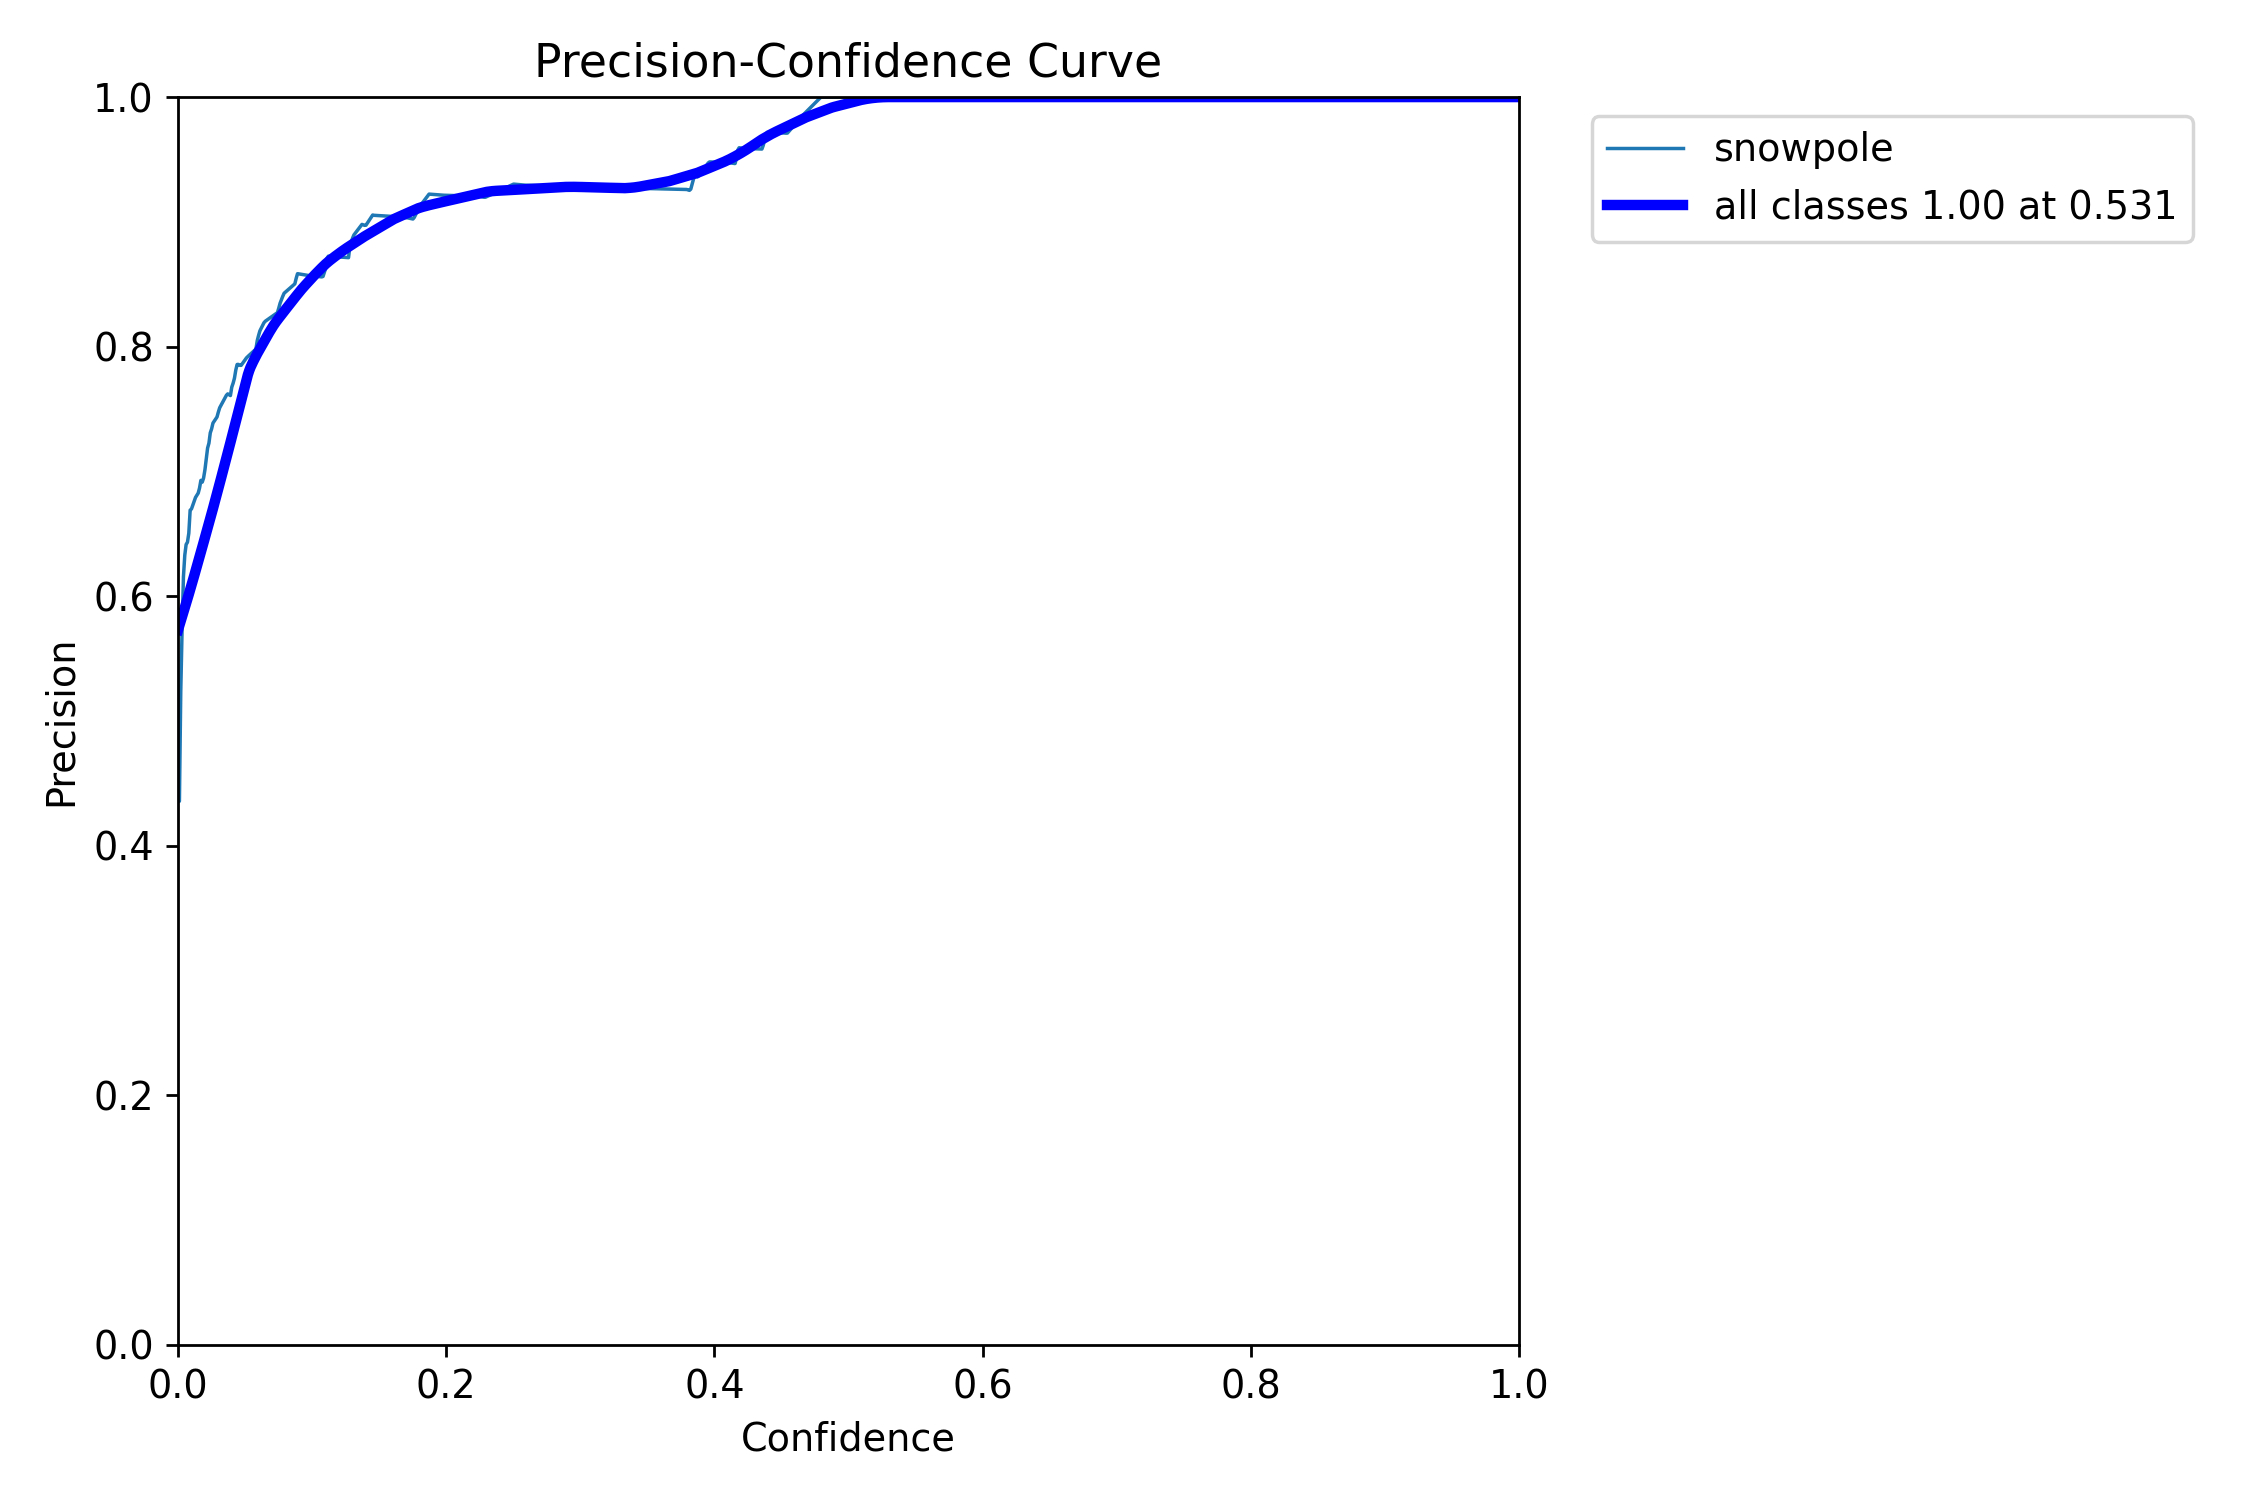 Precision-Confidence Curve
1.0
0.8
0.6
0.4
0.2
0.0
Precision
0.0 0.2 0.4 0.6 0.8 1.0
Confidence
snowpole
all classes 1.00 at 0.531